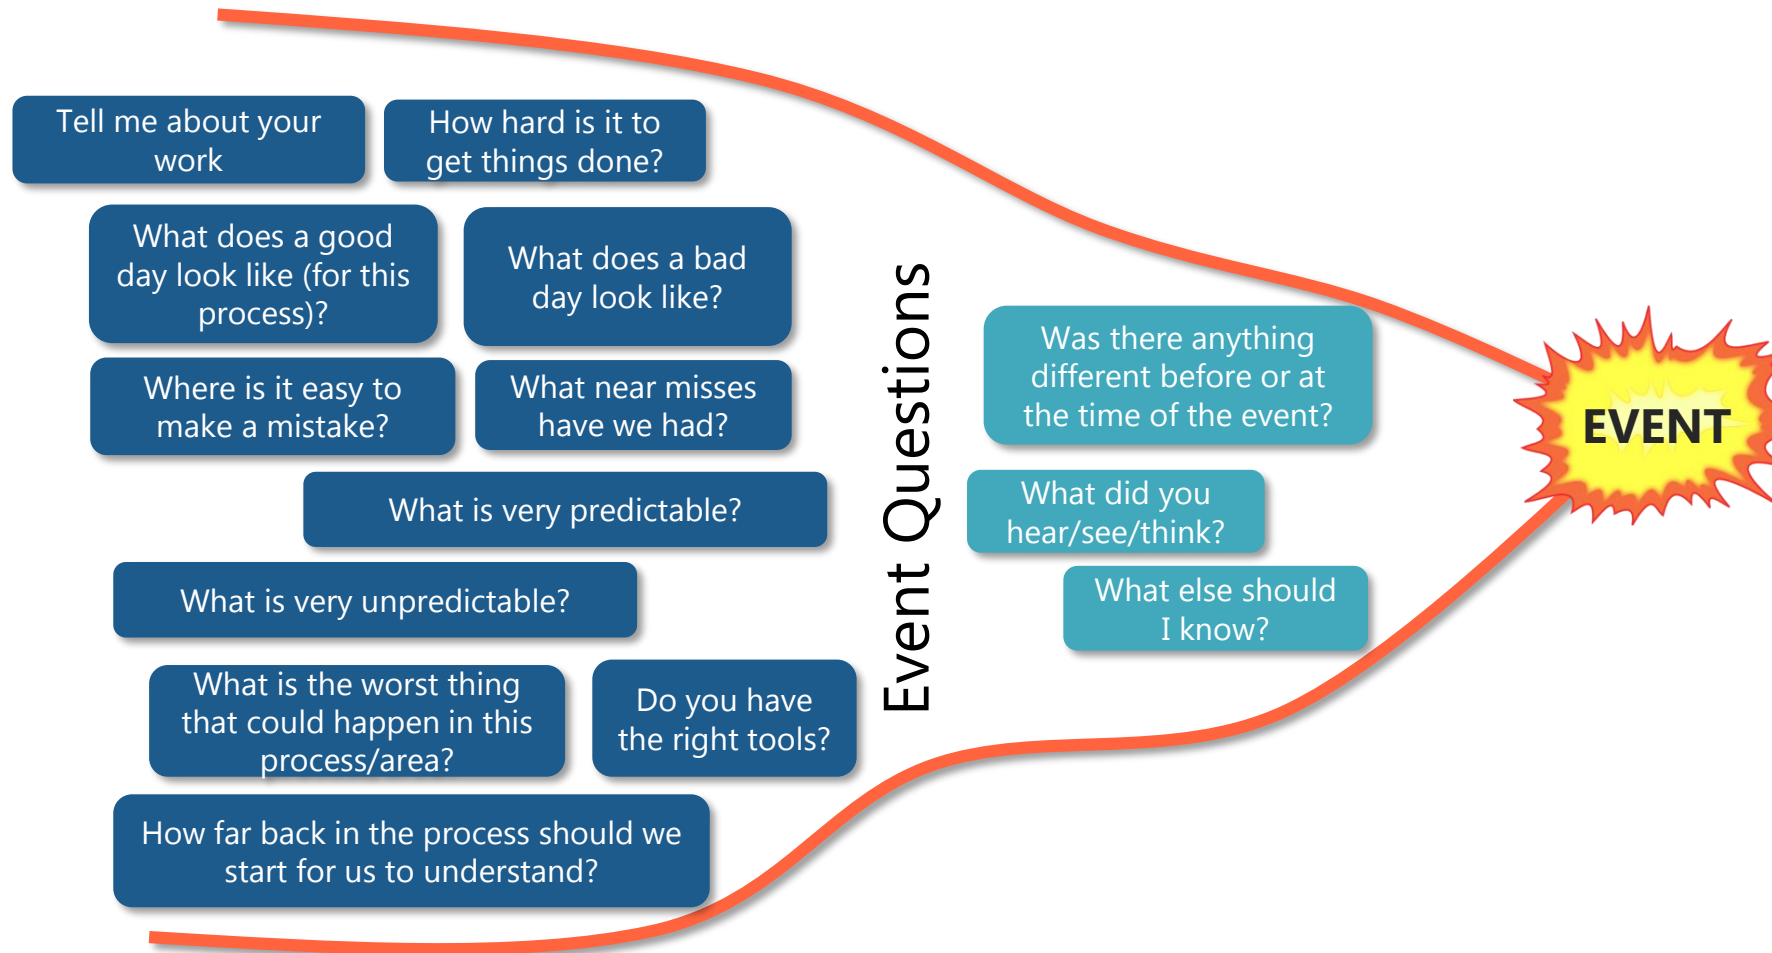 Tell me about your
work
How hard is it to
get things done?
What does a good
day look like (for this
process)?
What does a bad
day look like?
Where is it easy to
make a mistake?
What near misses
have we had?
What is very predictable?
What is very unpredictable?
What is the worst thing
that could happen in this
process/area?
Do you have
the right tools?
How far back in the process should we
start for us to understand?
Event Questions
Was there anything
different before or at
the time of the event?
What did you
hear/see/think?
What else should
I know?
EVENT